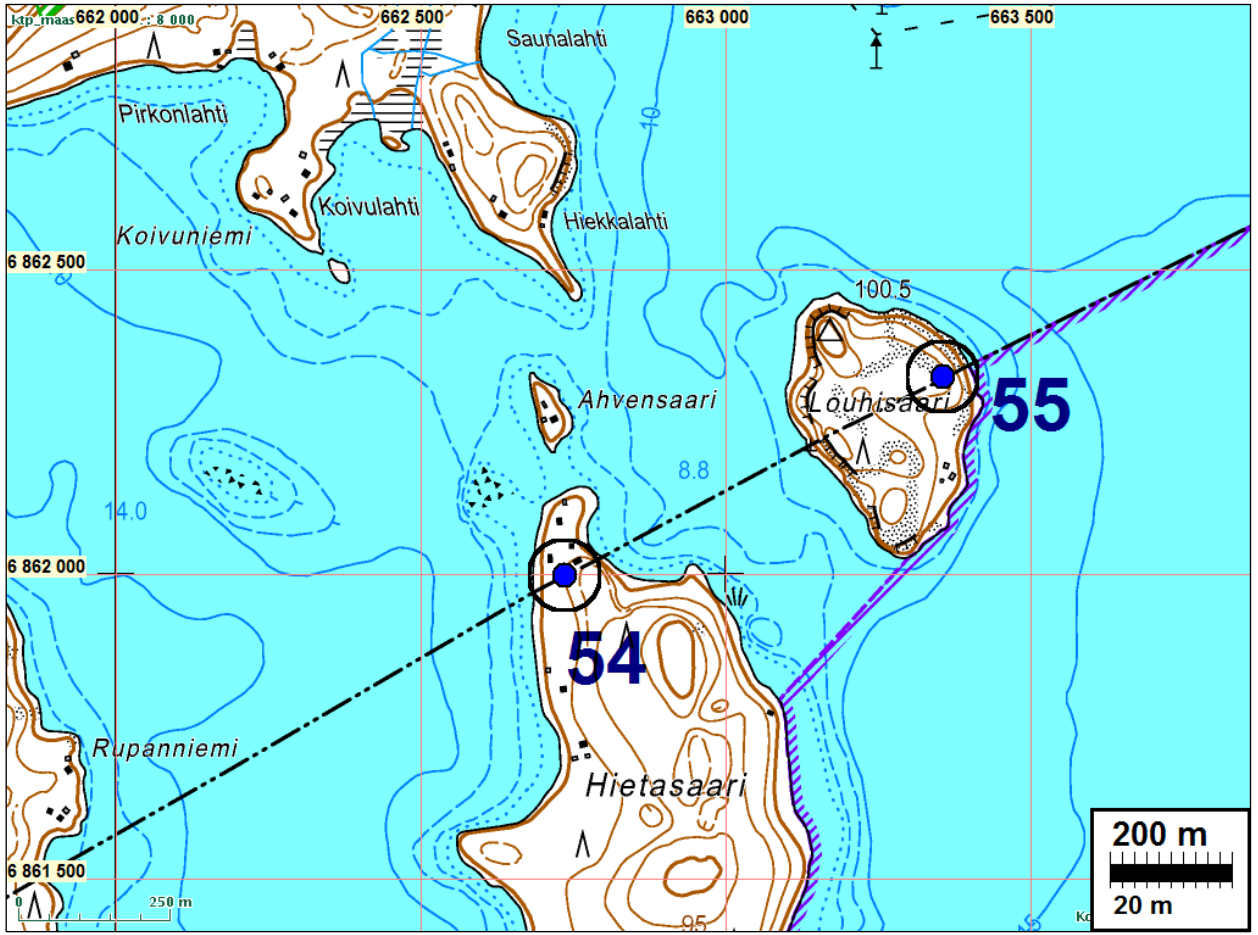 ktp_maas
: 8 000
662 000
662 500
663 000
663 500
Saunalahti
10
Pirkonlahti
Koivulahti
Hiekkalahti
Koivuniemi
6 862 500
100.5
Ahvensaari
Louhisaari
55
8.8
14.0
6 862 000
54
Rupanniemi
Hietasaari
6 861 500
200 m
20 m
0
250 m
95
15